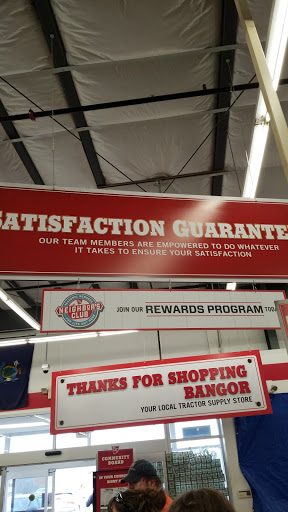 SATISFACTION GUARANTE
OUR TEAM MEMBERS ARE EMPOWERED TO DO WHATEVER
IT TAKES TO ENSURE YOUR SATISFACTION
NEIGHBOR'S
CLUB
JOIN OUR REWARDS PROGRAM TODA
THANKS FOR SHOPPING
BANGOR
YOUR LOCAL TRACTOR SUPPLY STORE
COMMUNITY
BOARD